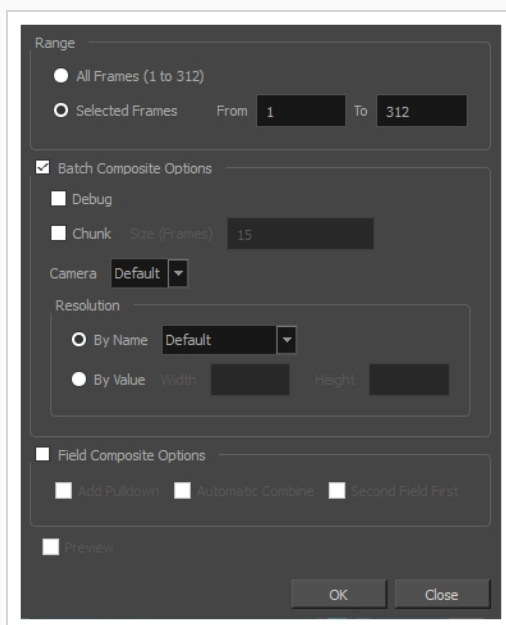 Range
All Frames (1 to 312)
Selected Frames From 1 To 312
Batch Composite Options
Debug
Chunk Size (Frames) 15
Camera Default
Resolution
By Name Default
By Value Width Height
Field Composite Options
Add Pulldown Automatic Combine Second Field First
Preview
OK Close